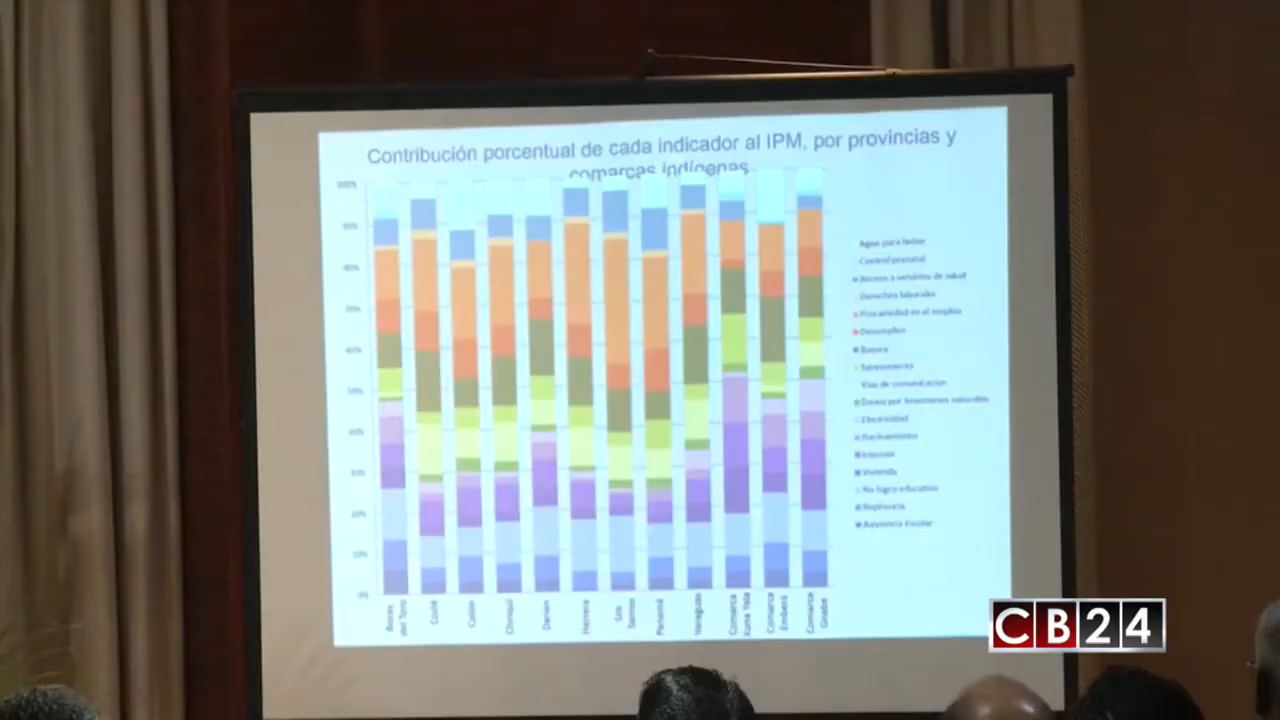 Contribución porcentual de cada indicador al IPM, por provincias y
comarcas indígenas
100%
90%
80%
70%
60%
50%
40%
30%
20%
10%
0%
Bocas del Toro
Coclé
Colón
Chiriquí
Darién
Herrera
Los Santos
Panamá
Veraguas
Comarca Kuna Yala
Comarca Emberá
Comarca Gnobe
Agua para beber
Control prenatal
Acceso a servicios de salud
Derechos laborales
Precariedad en el empleo
Desempleo
Basura
Saneamiento
Vías de comunicación
Daños por fenómenos naturales
Electricidad
Hacinamiento
Internet
Vivienda
No logro educativo
Repitencia
Asistencia Escolar
CB24